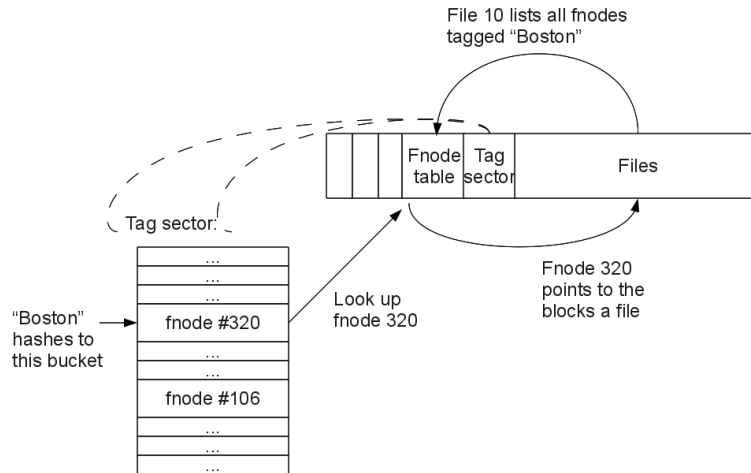 File 10 lists all fnodes
tagged “Boston”
Fnode
table
Tag
sector
Files
Tag sector:
...
...
...
fnode #320
...
...
fnode #106
...
...
...
“Boston”
hashes to
this bucket
Look up
fnode 320
Fnode 320
points to the
blocks a file